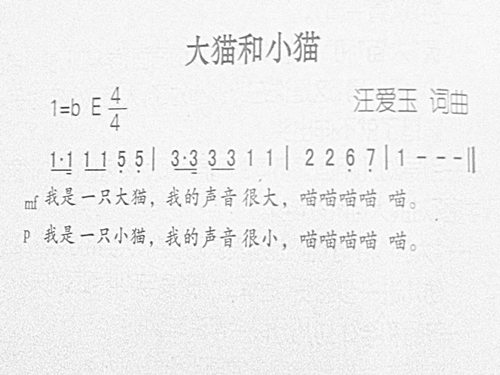 大猫和小猫
1=b E 4/4
汪爱玉 词曲
1·1 1 1 5 5 | 3·3 3 3 1 1 | 2 2 6 7 | 1 - - - ||
mf 我是一只大猫，我的声音很大，喵喵喵喵 喵。
p 我是一只小猫，我的声音很小，喵喵喵喵 喵。